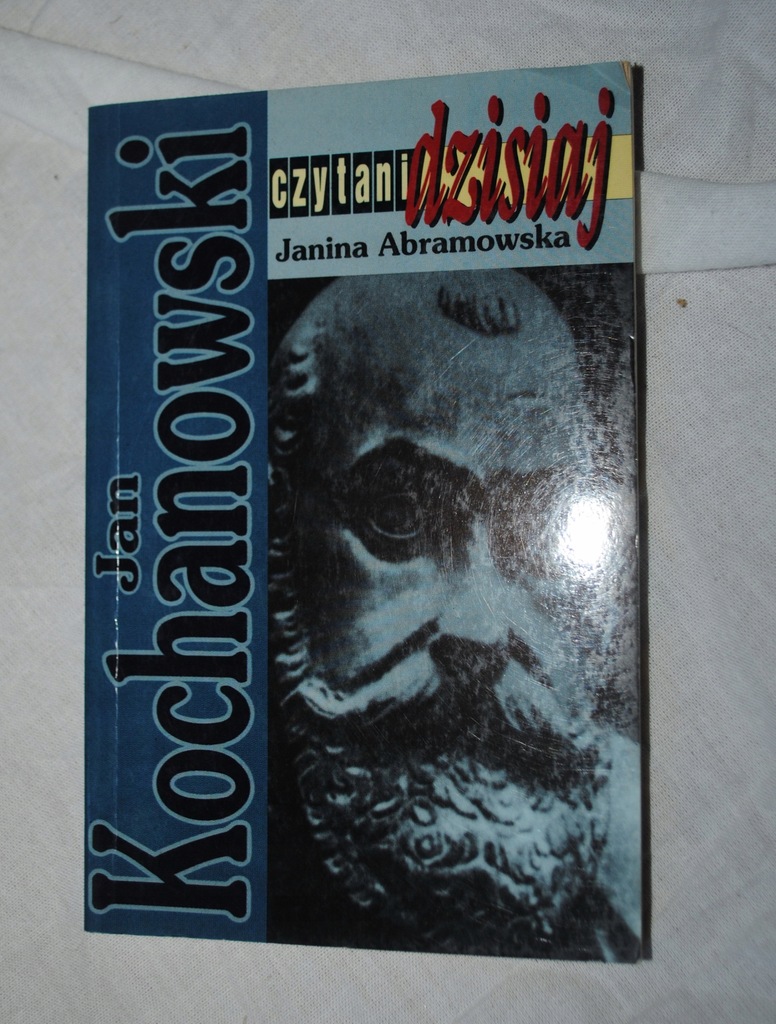 czytani dzisiaj
Janina Abramowska
Jan
Kochanowski